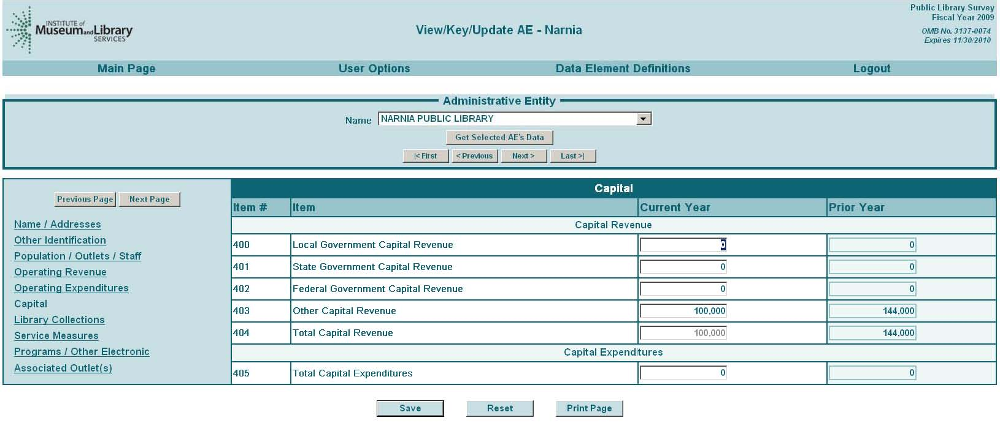 INSTITUTE of
Museum and Library
SERVICES
View/Key/Update AE - Narnia
Public Library Survey
Fiscal Year 2009
OMB No. 3137-0074
Expires 11/30/2010
Main Page User Options Data Element Definitions Logout
Administrative Entity
Name NARNIA PUBLIC LIBRARY
Get Selected AE's Data
|< First < Previous Next > Last >|
Previous Page Next Page
Name / Addresses
Other Identification
Population / Outlets / Staff
Operating Revenue
Operating Expenditures
Capital
Library Collections
Service Measures
Programs / Other Electronic
Associated Outlet(s)
Capital
Item # Item Current Year Prior Year
Capital Revenue
400 Local Government Capital Revenue 0 0
401 State Government Capital Revenue 0 0
402 Federal Government Capital Revenue 0 0
403 Other Capital Revenue 100,000 144,000
404 Total Capital Revenue 100,000 144,000
Capital Expenditures
405 Total Capital Expenditures 0 0
Save Reset Print Page